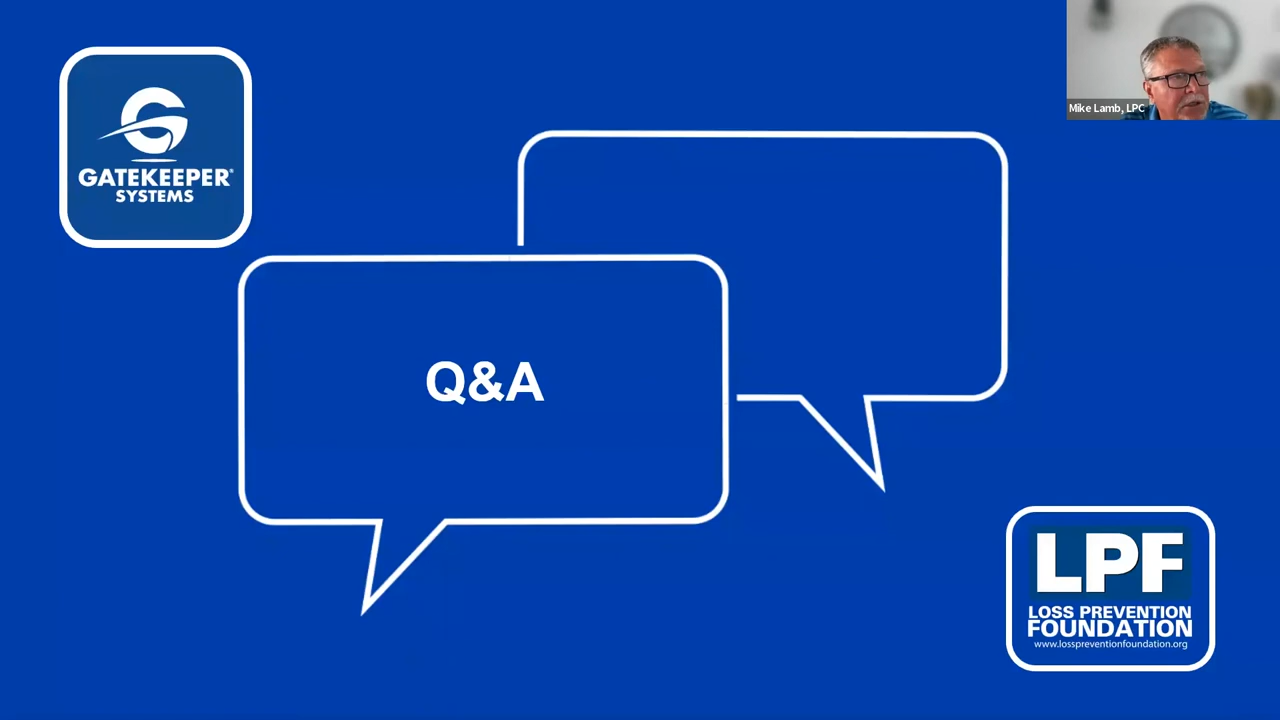 GATEKEEPER®
SYSTEMS
Mike Lamb, LPC
Q&A
LPF
LOSS PREVENTION
FOUNDATION
www.losspreventionfoundation.org